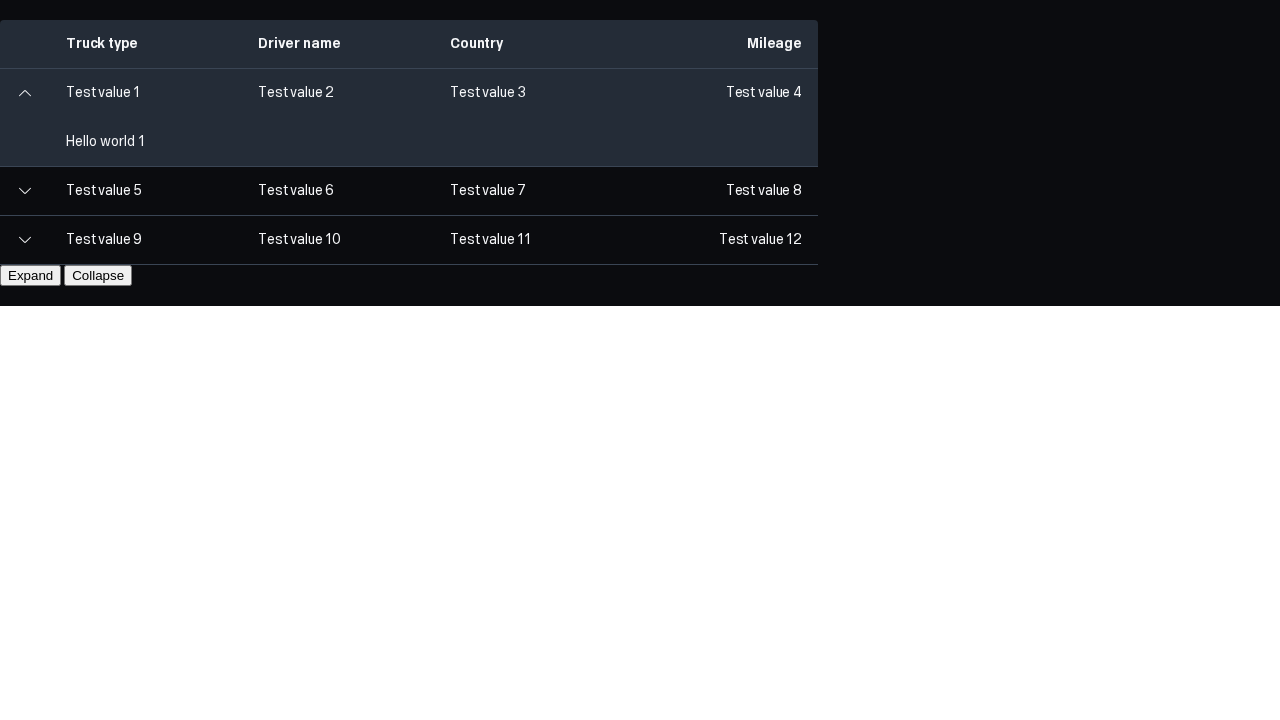 Truck type Driver name Country Mileage
Test value 1 Test value 2 Test value 3 Test value 4
Hello world 1
Test value 5 Test value 6 Test value 7 Test value 8
Test value 9 Test value 10 Test value 11 Test value 12
Expand Collapse